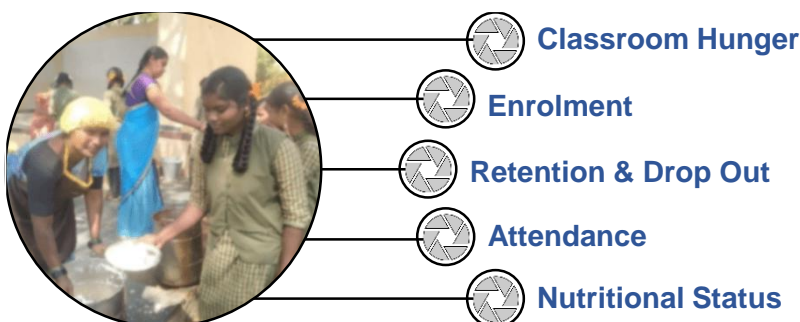 Classroom Hunger
Enrolment
Retention & Drop Out
Attendance
Nutritional Status